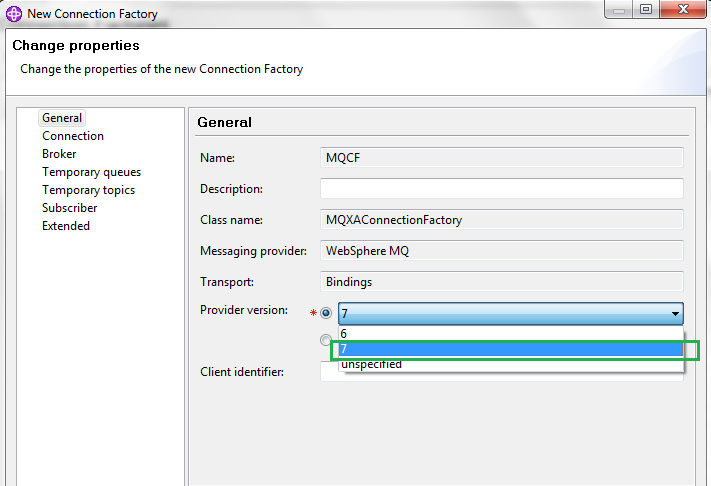 New Connection Factory
Change properties
Change the properties of the new Connection Factory
General
Connection
Broker
Temporary queues
Temporary topics
Subscriber
Extended
General
Name: MQCF
Description:
Class name: MQXAConnectionFactory
Messaging provider: WebSphere MQ
Transport: Bindings
Provider version: * 7
6
7
unspecified
Client identifier: